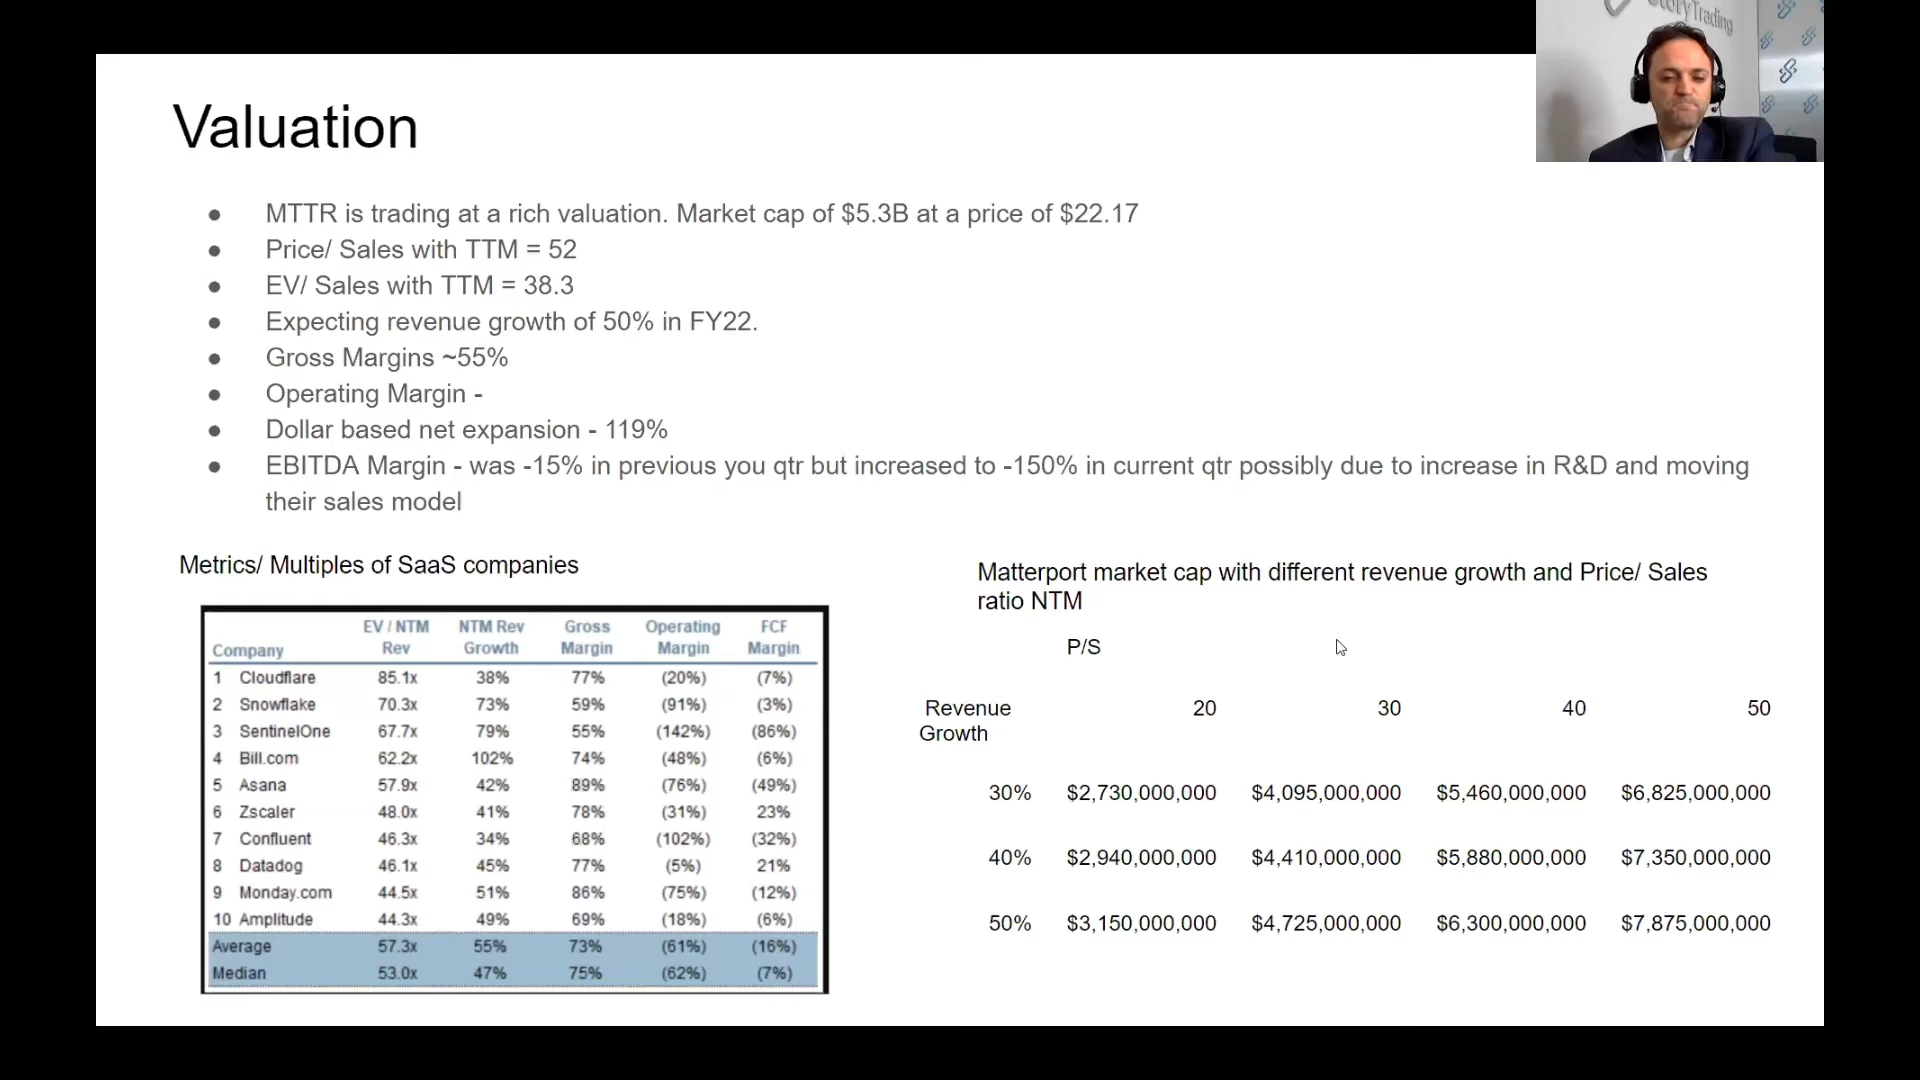 StoryTrading
Valuation
● MTTR is trading at a rich valuation. Market cap of $5.3B at a price of $22.17
● Price/ Sales with TTM = 52
● EV/ Sales with TTM = 38.3
● Expecting revenue growth of 50% in FY22.
● Gross Margins ~55%
● Operating Margin -
● Dollar based net expansion - 119%
● EBITDA Margin - was -15% in previous you qtr but increased to -150% in current qtr possibly due to increase in R&D and moving
their sales model
Metrics/ Multiples of SaaS companies
EV / NTM NTM Rev Gross Operating FCF
Company Rev Growth Margin Margin Margin
1 Cloudflare 85.1x 38% 77% (20%) (7%)
2 Snowflake 70.3x 73% 59% (91%) (3%)
3 SentinelOne 67.7x 79% 55% (142%) (86%)
4 Bill.com 62.2x 102% 74% (48%) (6%)
5 Asana 57.9x 42% 89% (76%) (49%)
6 Zscaler 48.0x 41% 78% (31%) 23%
7 Confluent 46.3x 34% 68% (102%) (32%)
8 Datadog 46.1x 45% 77% (5%) 21%
9 Monday.com 44.5x 51% 86% (75%) (12%)
10 Amplitude 44.3x 49% 69% (18%) (6%)
Average 57.3x 55% 73% (61%) (16%)
Median 53.0x 47% 75% (62%) (7%)
Matterport market cap with different revenue growth and Price/ Sales
ratio NTM
P/S
Revenue 20 30 40 50
Growth
30% $2,730,000,000 $4,095,000,000 $5,460,000,000 $6,825,000,000
40% $2,940,000,000 $4,410,000,000 $5,880,000,000 $7,350,000,000
50% $3,150,000,000 $4,725,000,000 $6,300,000,000 $7,875,000,000